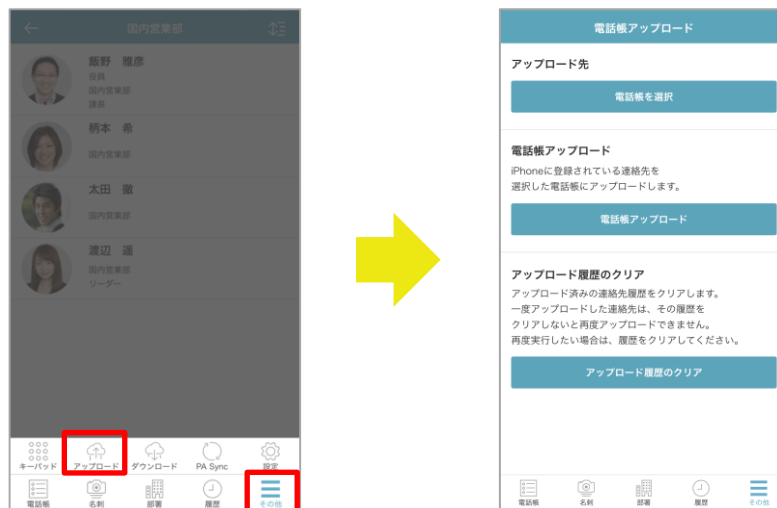 国内営業部
飯野 雅彦
役員
国内営業部
課長
柄本 希
国内営業部
太田 徹
国内営業部
渡辺 遥
国内営業部
リーダー
キーパッド
アップロード
ダウンロード
PA Sync
設定
電話帳
名刺
部署
履歴
その他
電話帳アップロード
アップロード先
電話帳を選択
電話帳アップロード
iPhoneに登録されている連絡先を
選択した電話帳にアップロードします。
電話帳アップロード
アップロード履歴のクリア
アップロード済みの連絡先履歴をクリアします。
一度アップロードした連絡先は、その履歴を
クリアしないと再度アップロードできません。
再度実行したい場合は、履歴をクリアしてください。
アップロード履歴のクリア
電話帳
名刺
部署
履歴
その他